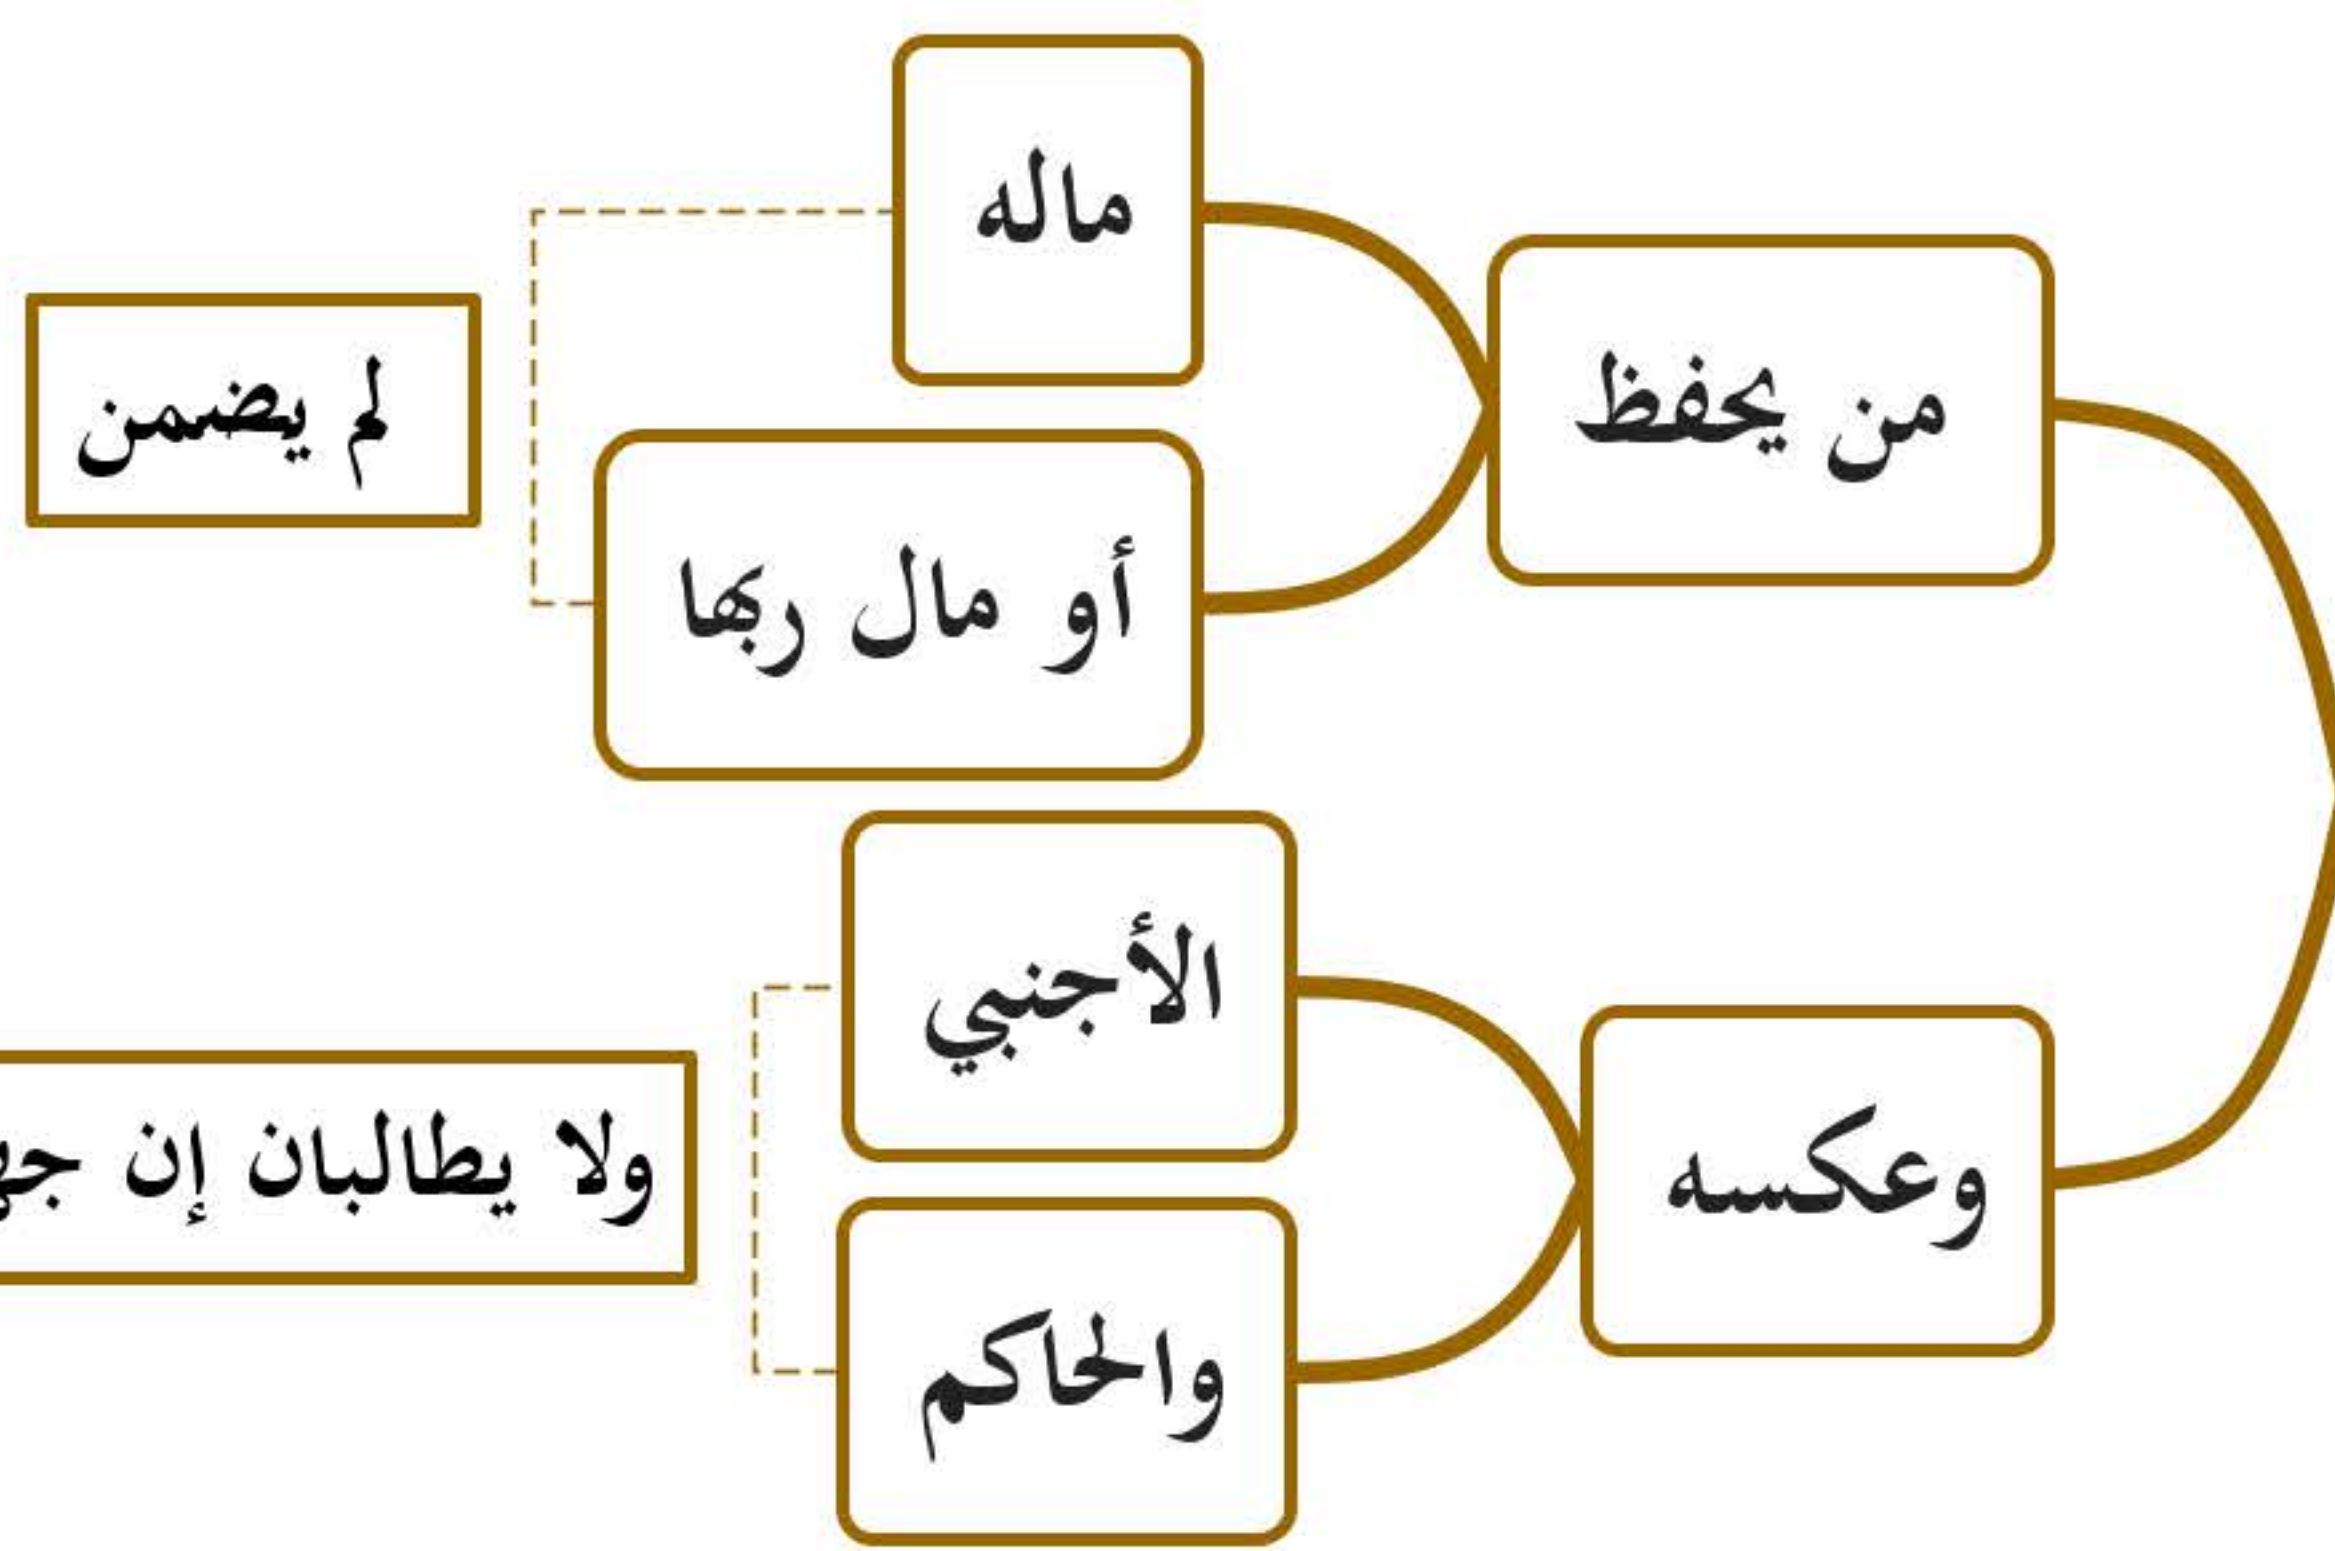 من يحفظ
ماله
أو مال ربها
لم يضمن
وعكسه
الأجنبي
والحاكم
ولا يطالبان إن